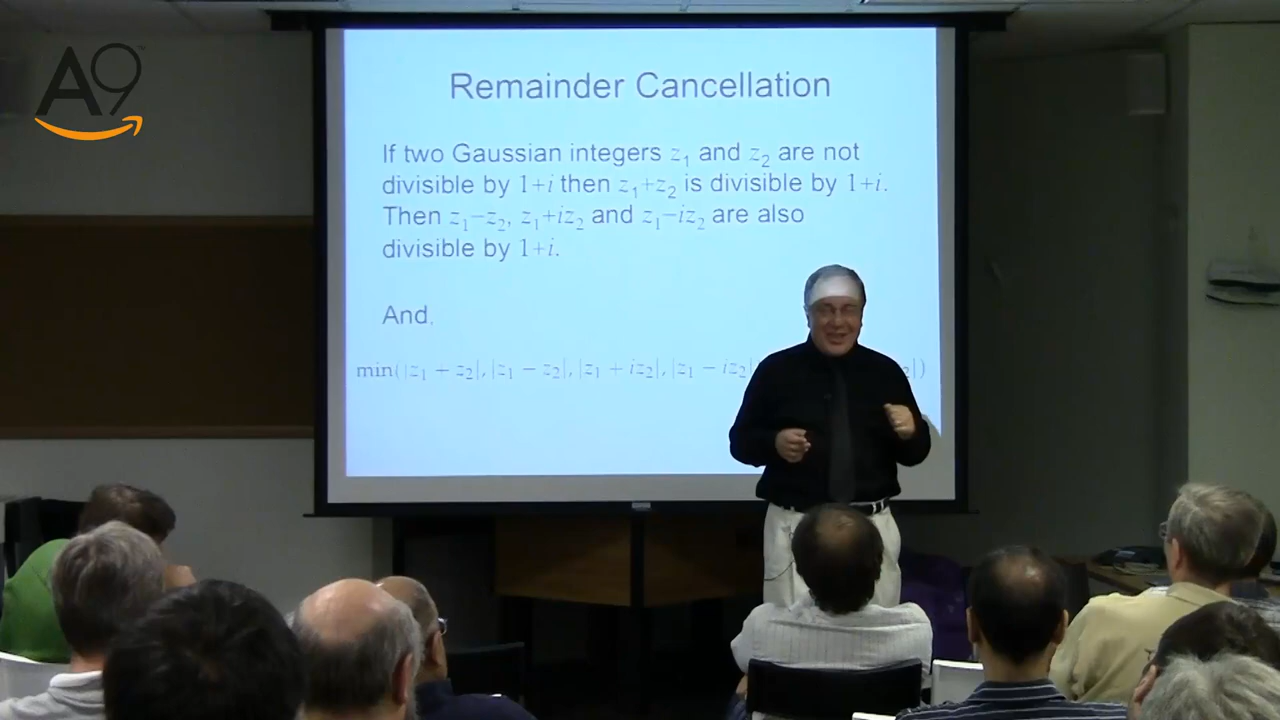 A9
Remainder Cancellation
If two Gaussian integers z₁ and z₂ are not
divisible by 1+i then z₁+z₂ is divisible by 1+i.
Then z₁−z₂, z₁+iz₂ and z₁−iz₂ are also
divisible by 1+i.
And,
min(|z₁ + z₂|, |z₁ − z₂|, |z₁ + iz₂|, |z₁ − iz₂| ₂|)